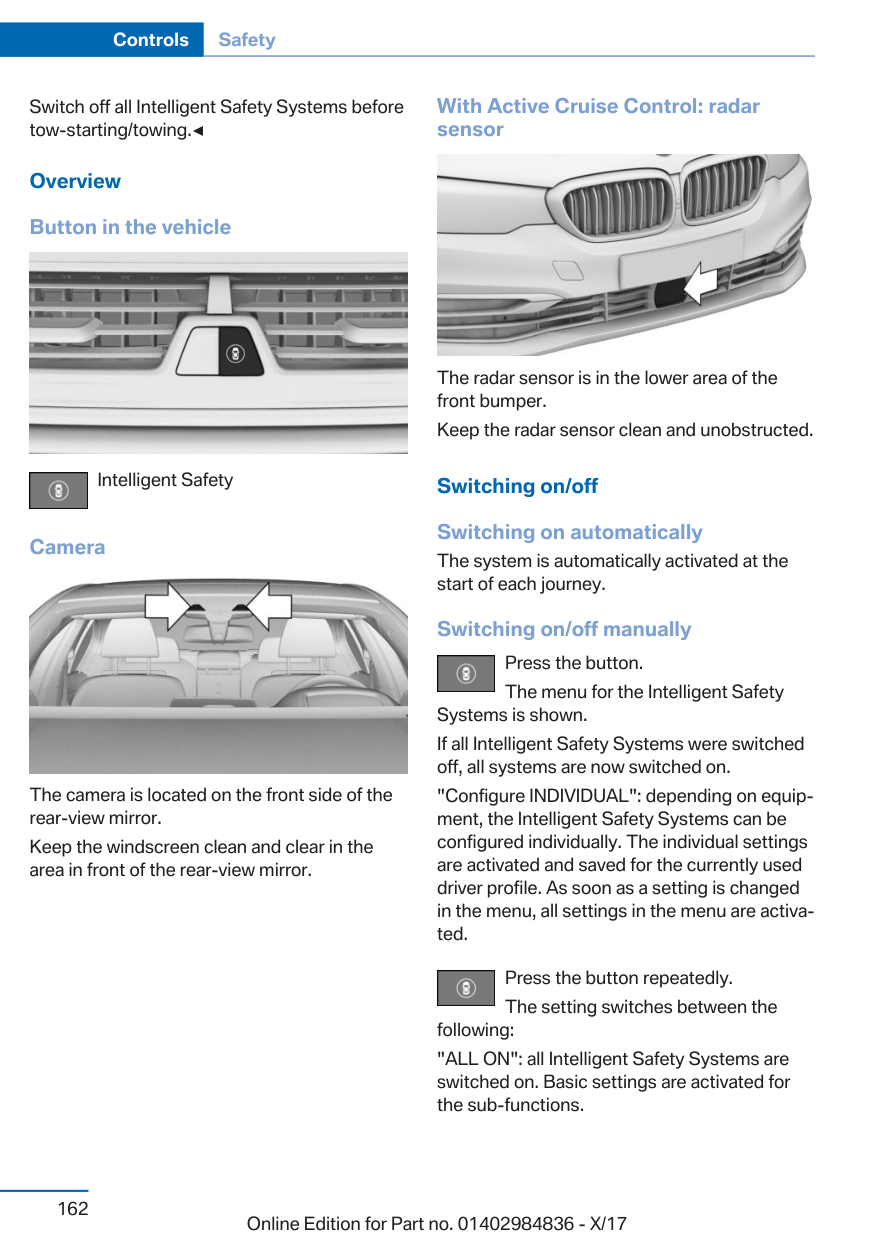 Controls Safety
Switch off all Intelligent Safety Systems before
tow-starting/towing.◄
Overview
Button in the vehicle
Intelligent Safety
Camera
The camera is located on the front side of the
rear-view mirror.
Keep the windscreen clean and clear in the
area in front of the rear-view mirror.
With Active Cruise Control: radar
sensor
The radar sensor is in the lower area of the
front bumper.
Keep the radar sensor clean and unobstructed.
Switching on/off
Switching on automatically
The system is automatically activated at the
start of each journey.
Switching on/off manually
Press the button.
The menu for the Intelligent Safety
Systems is shown.
If all Intelligent Safety Systems were switched
off, all systems are now switched on.
"Configure INDIVIDUAL": depending on equip-
ment, the Intelligent Safety Systems can be
configured individually. The individual settings
are activated and saved for the currently used
driver profile. As soon as a setting is changed
in the menu, all settings in the menu are activa-
ted.
Press the button repeatedly.
The setting switches between the
following:
"ALL ON": all Intelligent Safety Systems are
switched on. Basic settings are activated for
the sub-functions.
162
Online Edition for Part no. 01402984836 - X/17